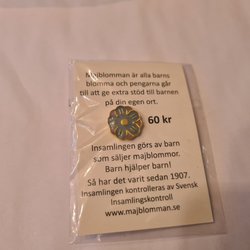 Majblomman är alla barns
blomma och pengarna går
till att ge extra stöd till barnen
på din egen ort.
60 kr
Insamlingen görs av barn
som säljer majblommor.
Barn hjälper barn!
Så har det varit sedan 1907.
Insamlingen kontrolleras av Svensk
Insamlingskontroll
www.majblomman.se